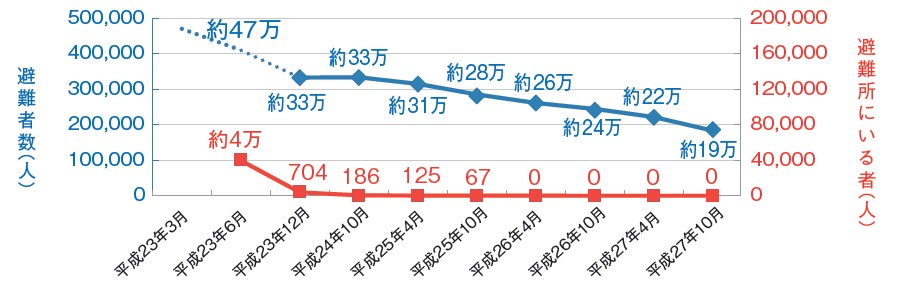 避難者数(人)
500,000
400,000
300,000
200,000
100,000
0
約47万
約33万
約33万
約31万
約28万
約26万
約24万
約22万
約19万
約4万
704
186
125
67
0
0
0
0
200,000
160,000
120,000
80,000
40,000
0
避難所にいる者(人)
平成23年3月
平成23年6月
平成23年12月
平成24年10月
平成25年4月
平成25年10月
平成26年4月
平成26年10月
平成27年4月
平成27年10月